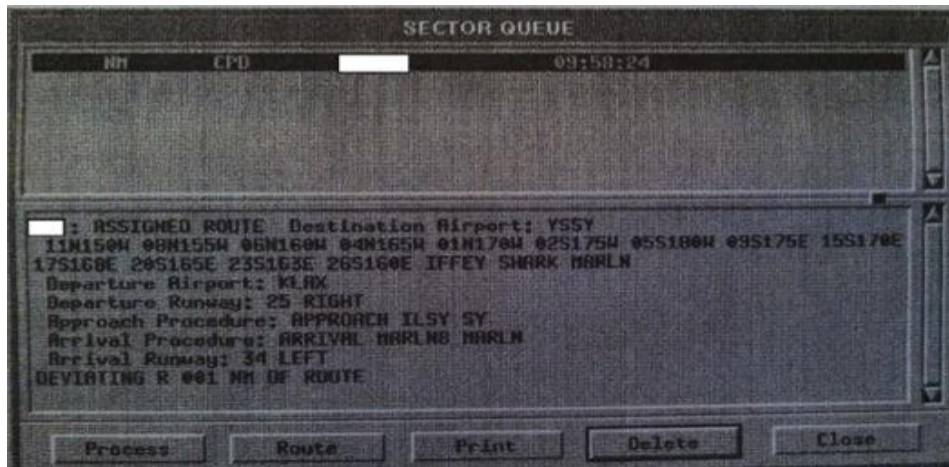 SECTOR QUEUE
NM CPD 09:58:24
: ASSIGNED ROUTE Destination Airport: YSSY
11N150W 08N155W 06N160W 04N165W 01N170W 02S175W 05S180W 09S175E 15S170E
17S168E 20S165E 23S163E 26S160E IFFEY SHARK MARLN
Departure Airport: KLAX
Departure Runway: 25 RIGHT
Approach Procedure: APPROACH ILSY SY
Arrival Procedure: ARRIVAL MARLN8 MARLN
Arrival Runway: 34 LEFT
DEVIATING R 001 NM OF ROUTE
Process Route Print Delete Close